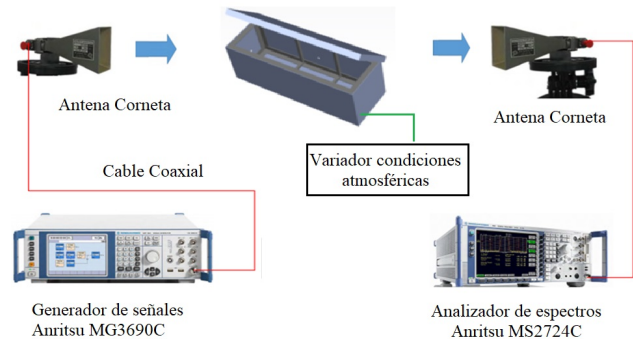 Antena Corneta
Antena Corneta
Variador condiciones
atmosféricas
Cable Coaxial
Generador de señales
Anritsu MG3690C
Analizador de espectros
Anritsu MS2724C